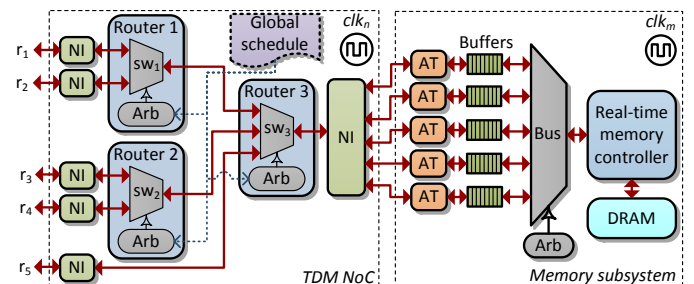 Router 1
Global
schedule
clkn
clkm
r1
NI
sw1
r2
NI
Arb
Router 3
Buffers
AT
AT
AT
AT
AT
sw3
NI
Bus
Real-time
memory
controller
Router 2
r3
NI
sw2
Arb
r4
NI
DRAM
Arb
Arb
r5
NI
TDM NoC
Memory subsystem